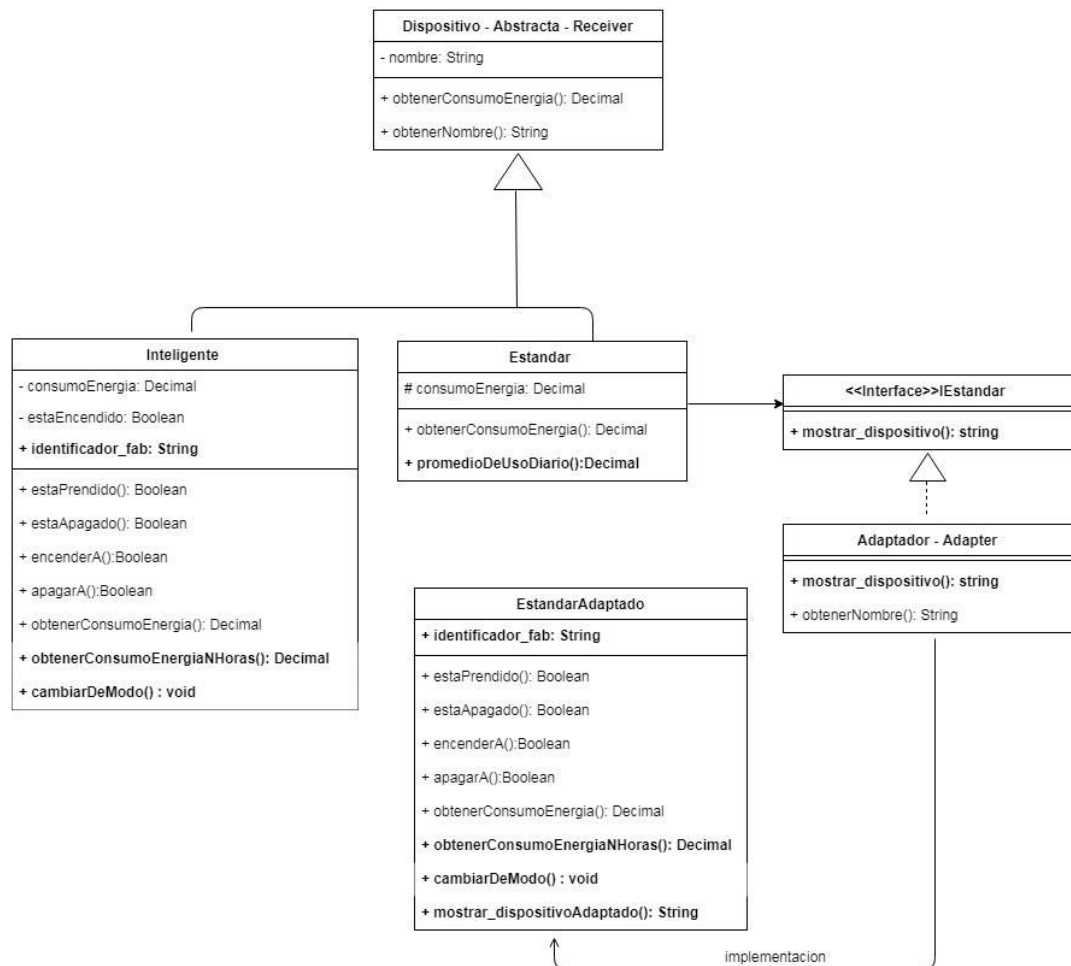 Dispositivo - Abstracta - Receiver
- nombre: String
+ obtenerConsumoEnergia(): Decimal
+ obtenerNombre(): String
Inteligente
- consumoEnergia: Decimal
- estaEncendido: Boolean
+ identificador_fab: String
+ estaPrendido(): Boolean
+ estaApagado(): Boolean
+ encenderA():Boolean
+ apagarA():Boolean
+ obtenerConsumoEnergia(): Decimal
+ obtenerConsumoEnergiaNHoras(): Decimal
+ cambiarDeModo() : void
Estandar
# consumoEnergia: Decimal
+ obtenerConsumoEnergia(): Decimal
+ promedioDeUsoDiario():Decimal
<<Interface>>IEstandar
+ mostrar_dispositivo(): string
Adaptador - Adapter
+ mostrar_dispositivo(): string
+ obtenerNombre(): String
EstandarAdaptado
+ identificador_fab: String
+ estaPrendido(): Boolean
+ estaApagado(): Boolean
+ encenderA():Boolean
+ apagarA():Boolean
+ obtenerConsumoEnergia(): Decimal
+ obtenerConsumoEnergiaNHoras(): Decimal
+ cambiarDeModo() : void
+ mostrar_dispositivoAdaptado(): String
implementacion